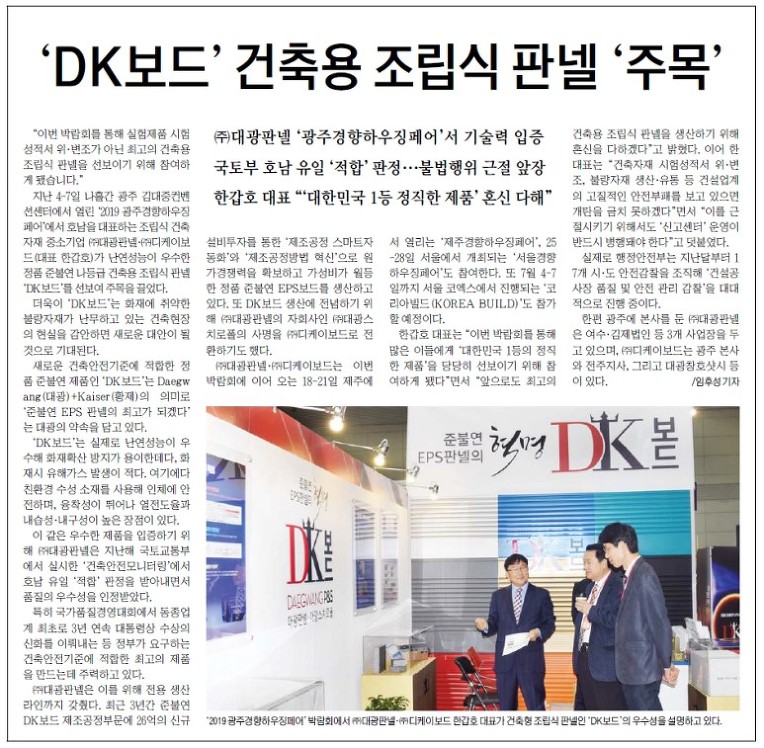 ‘DK보드’ 건축용 조립식 판넬 ‘주목’
㈜대광판넬 ‘광주경향하우징페어’서 기술력 입증
국토부 호남 유일 ‘적합’ 판정…불법행위 근절 앞장
한갑호 대표 “‘대한민국 1등 정직한 제품’ 혼신 다해”
“이번 박람회를 통해 실험제품 시험
성적서 위·변조가 아닌 최고의 건축용
조립식 판넬을 선보이기 위해 참여하
게 됐습니다.”
지난 4-7일 나흘간 광주 김대중컨벤
션센터에서 열린 ‘2019 광주경향하우징
페어’에서 호남을 대표하는 조립식 건축
자재 중소기업 ㈜대광판넬·㈜디케이보
드(대표 한갑호)가 난연성능이 우수한
정품 준불연 나등급 건축용 조립식 판넬
‘DK보드’를 선보여 주목을 끌었다.
더욱이 ‘DK보드’는 화재에 취약한
불량자재가 난무하고 있는 건축현장
의 현실을 감안하면 새로운 대안이 될
것으로 기대된다.
새로운 건축안전기준에 적합한 정
품 준불연 제품인 ‘DK보드’는 Daegw
ang(대광)+Kaiser(황제)의 의미로
‘준불연 EPS 판넬의 최고가 되겠다’
는 대광의 약속을 담고 있다.
‘DK보드’는 실제로 난연성능이 우
수해 화재확산 방지가 용이한데다, 화
재시 유해가스 발생이 적다. 여기에다
친환경 수성 소재를 사용해 인체에 안
전하며, 융착성이 뛰어나 열전도율과
내습성·내구성이 높은 장점이 있다.
이 같은 우수한 제품을 입증하기 위
해 ㈜대광판넬은 지난해 국토교통부
에서 실시한 ‘건축안전모니터링’에서
호남 유일 ‘적합’ 판정을 받아내면서
품질의 우수성을 인정받았다.
특히 국가품질경영대회에서 동종업
계 최초로 3년 연속 대통령상 수상의
신화를 이뤄내는 등 정부가 요구하는
건축안전기준에 적합한 최고의 제품
을 만드는데 주력하고 있다.
㈜대광판넬은 이를 위해 전용 생산
라인까지 갖췄다. 최근 3년간 준불연
DK보드 제조공정부문에 26억의 신규
설비투자를 통한 ‘제조공정 스마트자
동화’와 ‘제조공정방법 혁신’으로 원
가경쟁력을 확보하고 가성비가 월등
한 정품 준불연 EPS보드를 생산하고
있다. 또 DK보드 생산에 전념하기 위
해 ㈜대광판넬의 자회사인 ㈜대광스
치로폴의 사명을 ㈜디케이보드로 전
환하기도 했다.
㈜대광판넬·㈜디케이보드는 이번
박람회에 이어 오는 18-21일 제주에
서 열리는 ‘제주경향하우징페어’, 25
-28일 서울에서 개최되는 ‘서울경향
하우징페어’도 참여한다. 또 7월 4-7
일까지 서울 코엑스에서 진행되는 ‘코
리아빌드(KOREA BUILD)’도 참가
할 예정이다.
한갑호 대표는 “이번 박람회를 통해
많은 이들에게 ‘대한민국 1등의 정직
한 제품’을 당당히 선보이기 위해 참
여하게 됐다”면서 “앞으로도 최고의
건축용 조립식 판넬을 생산하기 위해
혼신을 다하겠다”고 밝혔다. 이어 한
대표는 “건축자재 시험성적서 위·변
조, 불량자재 생산·유통 등 건설업계
의 고질적인 안전부패를 보고 있으면
개탄을 금치 못하겠다”면서 “이를 근
절시키기 위해서도 ‘신고센터’ 운영이
반드시 병행돼야 한다”고 덧붙였다.
실제로 행정안전부는 지난달부터 1
7개 시·도 안전감찰을 조직해 ‘건설공
사장 품질 및 안전 관리 감찰’을 대대
적으로 진행 중이다.
한편 광주에 본사를 둔 ㈜대광판넬
은 여수·김제법인 등 3개 사업장을 두
고 있으며, ㈜디케이보드는 광주 본사
와 전주지사, 그리고 대광창호샷시 등
이 있다.
/임후성기자
준불연
EPS판넬의 혁명 DK보드
준불연
EPS판넬의 혁명
DK보드
DAEGWANG P&S
대광판넬·대광스치로폴
DK보드
DK
‘2019 광주경향하우징페어’ 박람회에서 ㈜대광판넬·㈜디케이보드 한갑호 대표가 건축형 조립식 판넬인 ‘DK보드’의 우수성을 설명하고 있다.